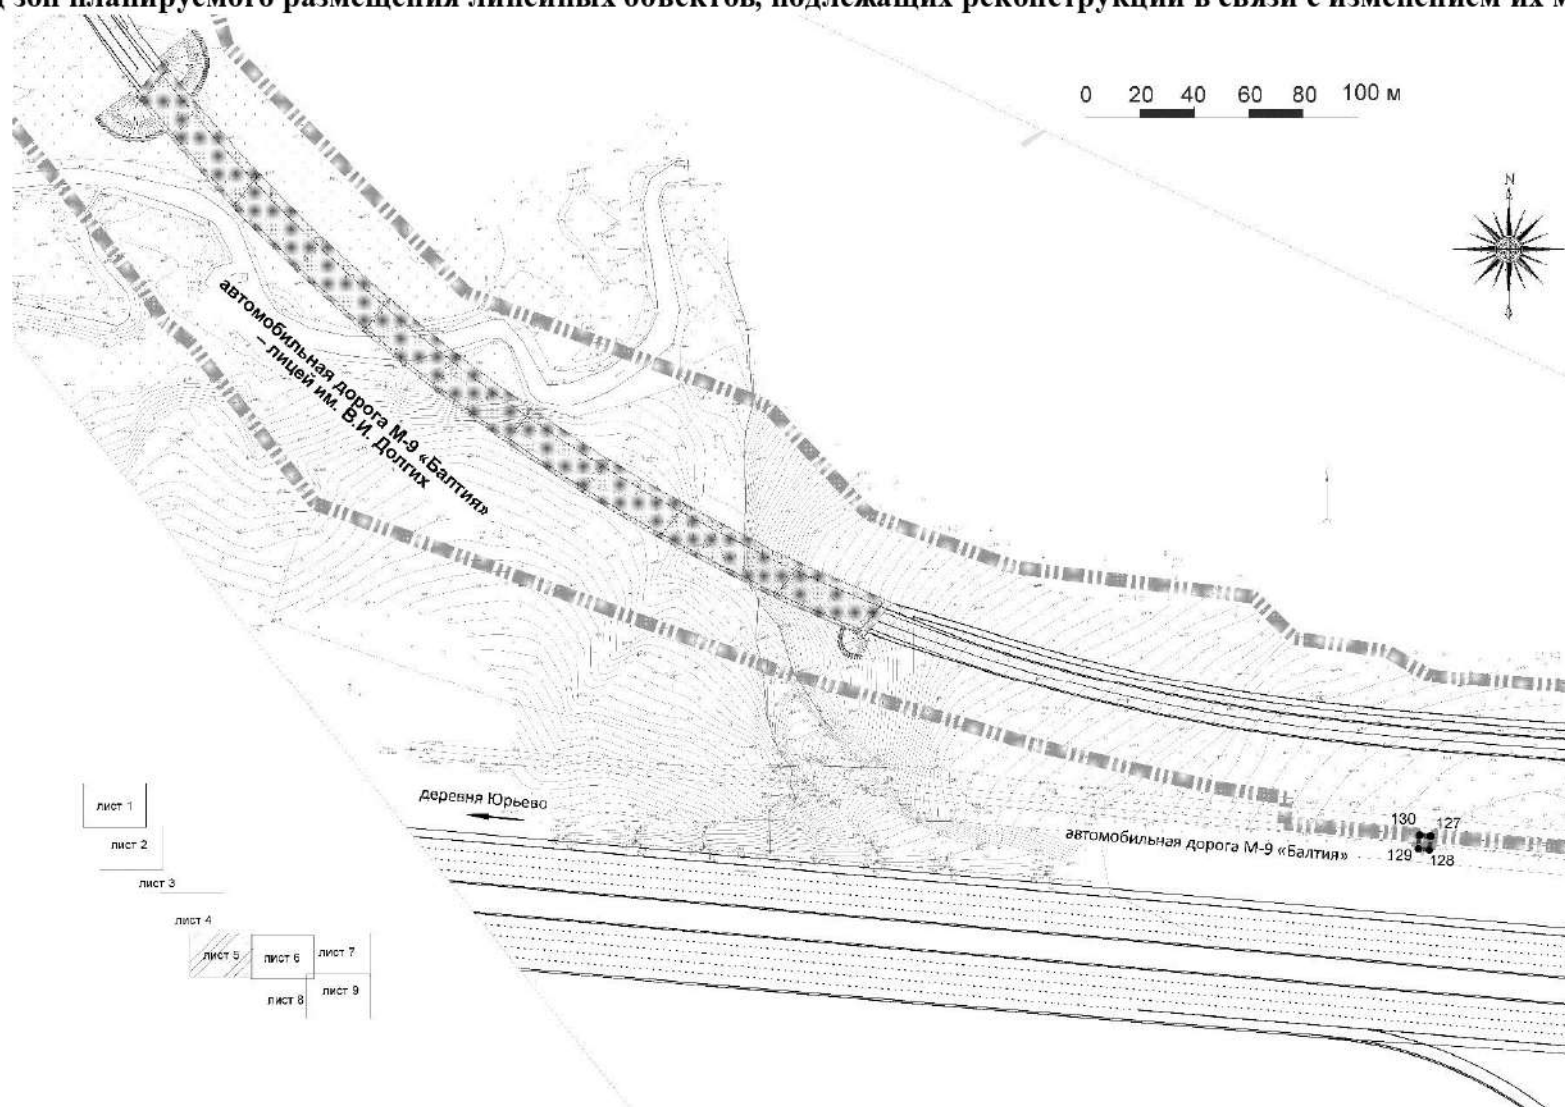 зон планируемого размещения линейных объектов, подлежащих реконструкции в связи с изменением их
0 20 40 60 80 100 м
N
автомобильная дорога М-9 «Балтия»
– лицей им. В.И. Долгих
деревня Юрьево
автомобильная дорога М-9 «Балтия»
130 127
129 128
лист 1
лист 2
лист 3
лист 4
лист 5 лист 6 лист 7
лист 8 лист 9